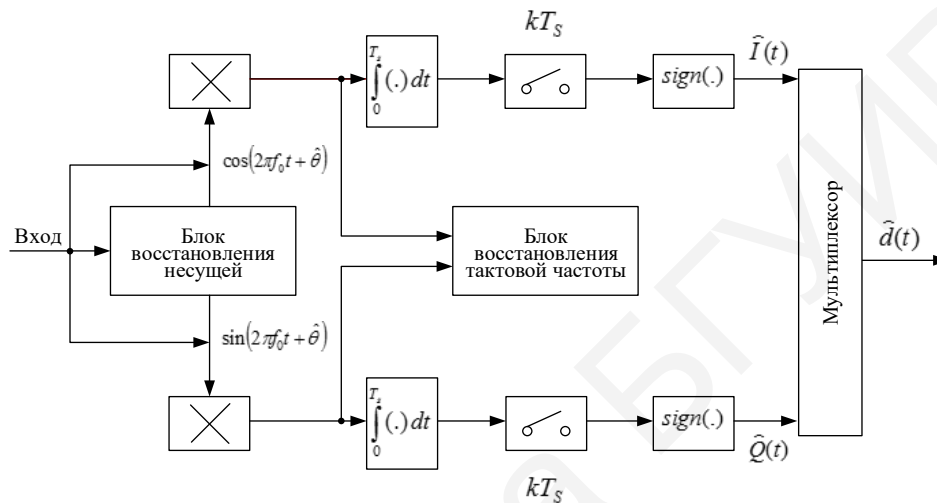 kT_S
Î(t)
∫₀^{T_s} (.) dt
sign(.)
cos(2πf₀t + θ̂)
Вход
Блок
восстановления
несущей
Блок
восстановления
тактовой частоты
Мультиплексор
d̂(t)
sin(2πf₀t + θ̂)
∫₀^{T_s} (.) dt
sign(.)
Q̂(t)
kT_S
БГУИР